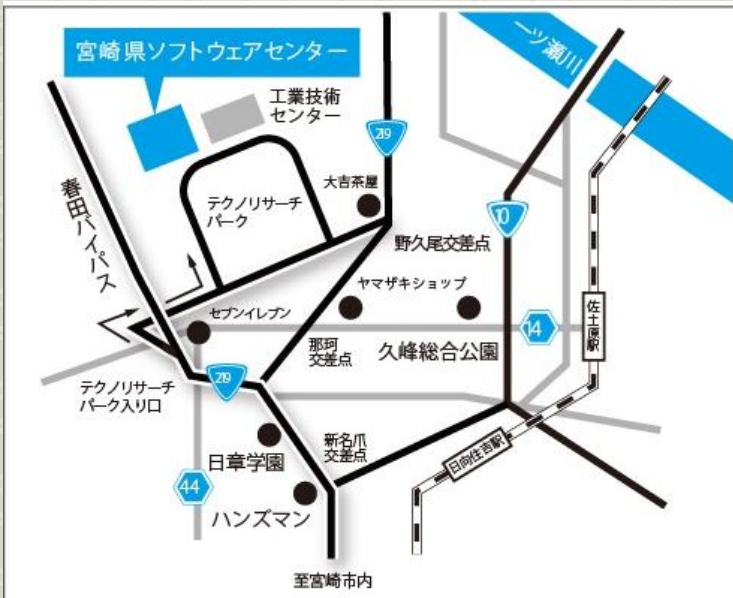 宮崎県ソフトウェアセンター
一ツ瀬川
工業技術
センター
219
大吉茶屋
春田バイパス
テクノリサーチ
パーク
10
野久尾交差点
ヤマザキショップ
セブンイレブン
佐土原駅
14
那珂
交差点
久峰総合公園
219
テクノリサーチ
パーク入り口
新名爪
交差点
日章学園
日向住吉駅
44
ハンズマン
至宮崎市内